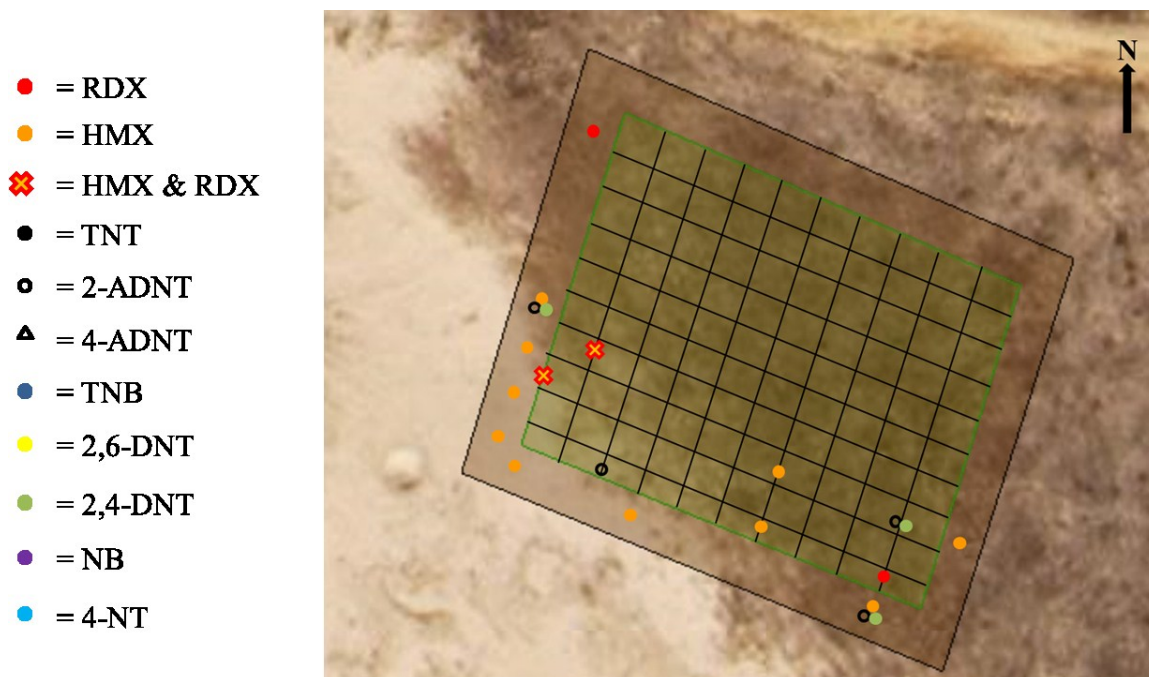 = RDX
= HMX
= HMX & RDX
= TNT
= 2-ADNT
= 4-ADNT
= TNB
= 2,6-DNT
= 2,4-DNT
= NB
= 4-NT
N